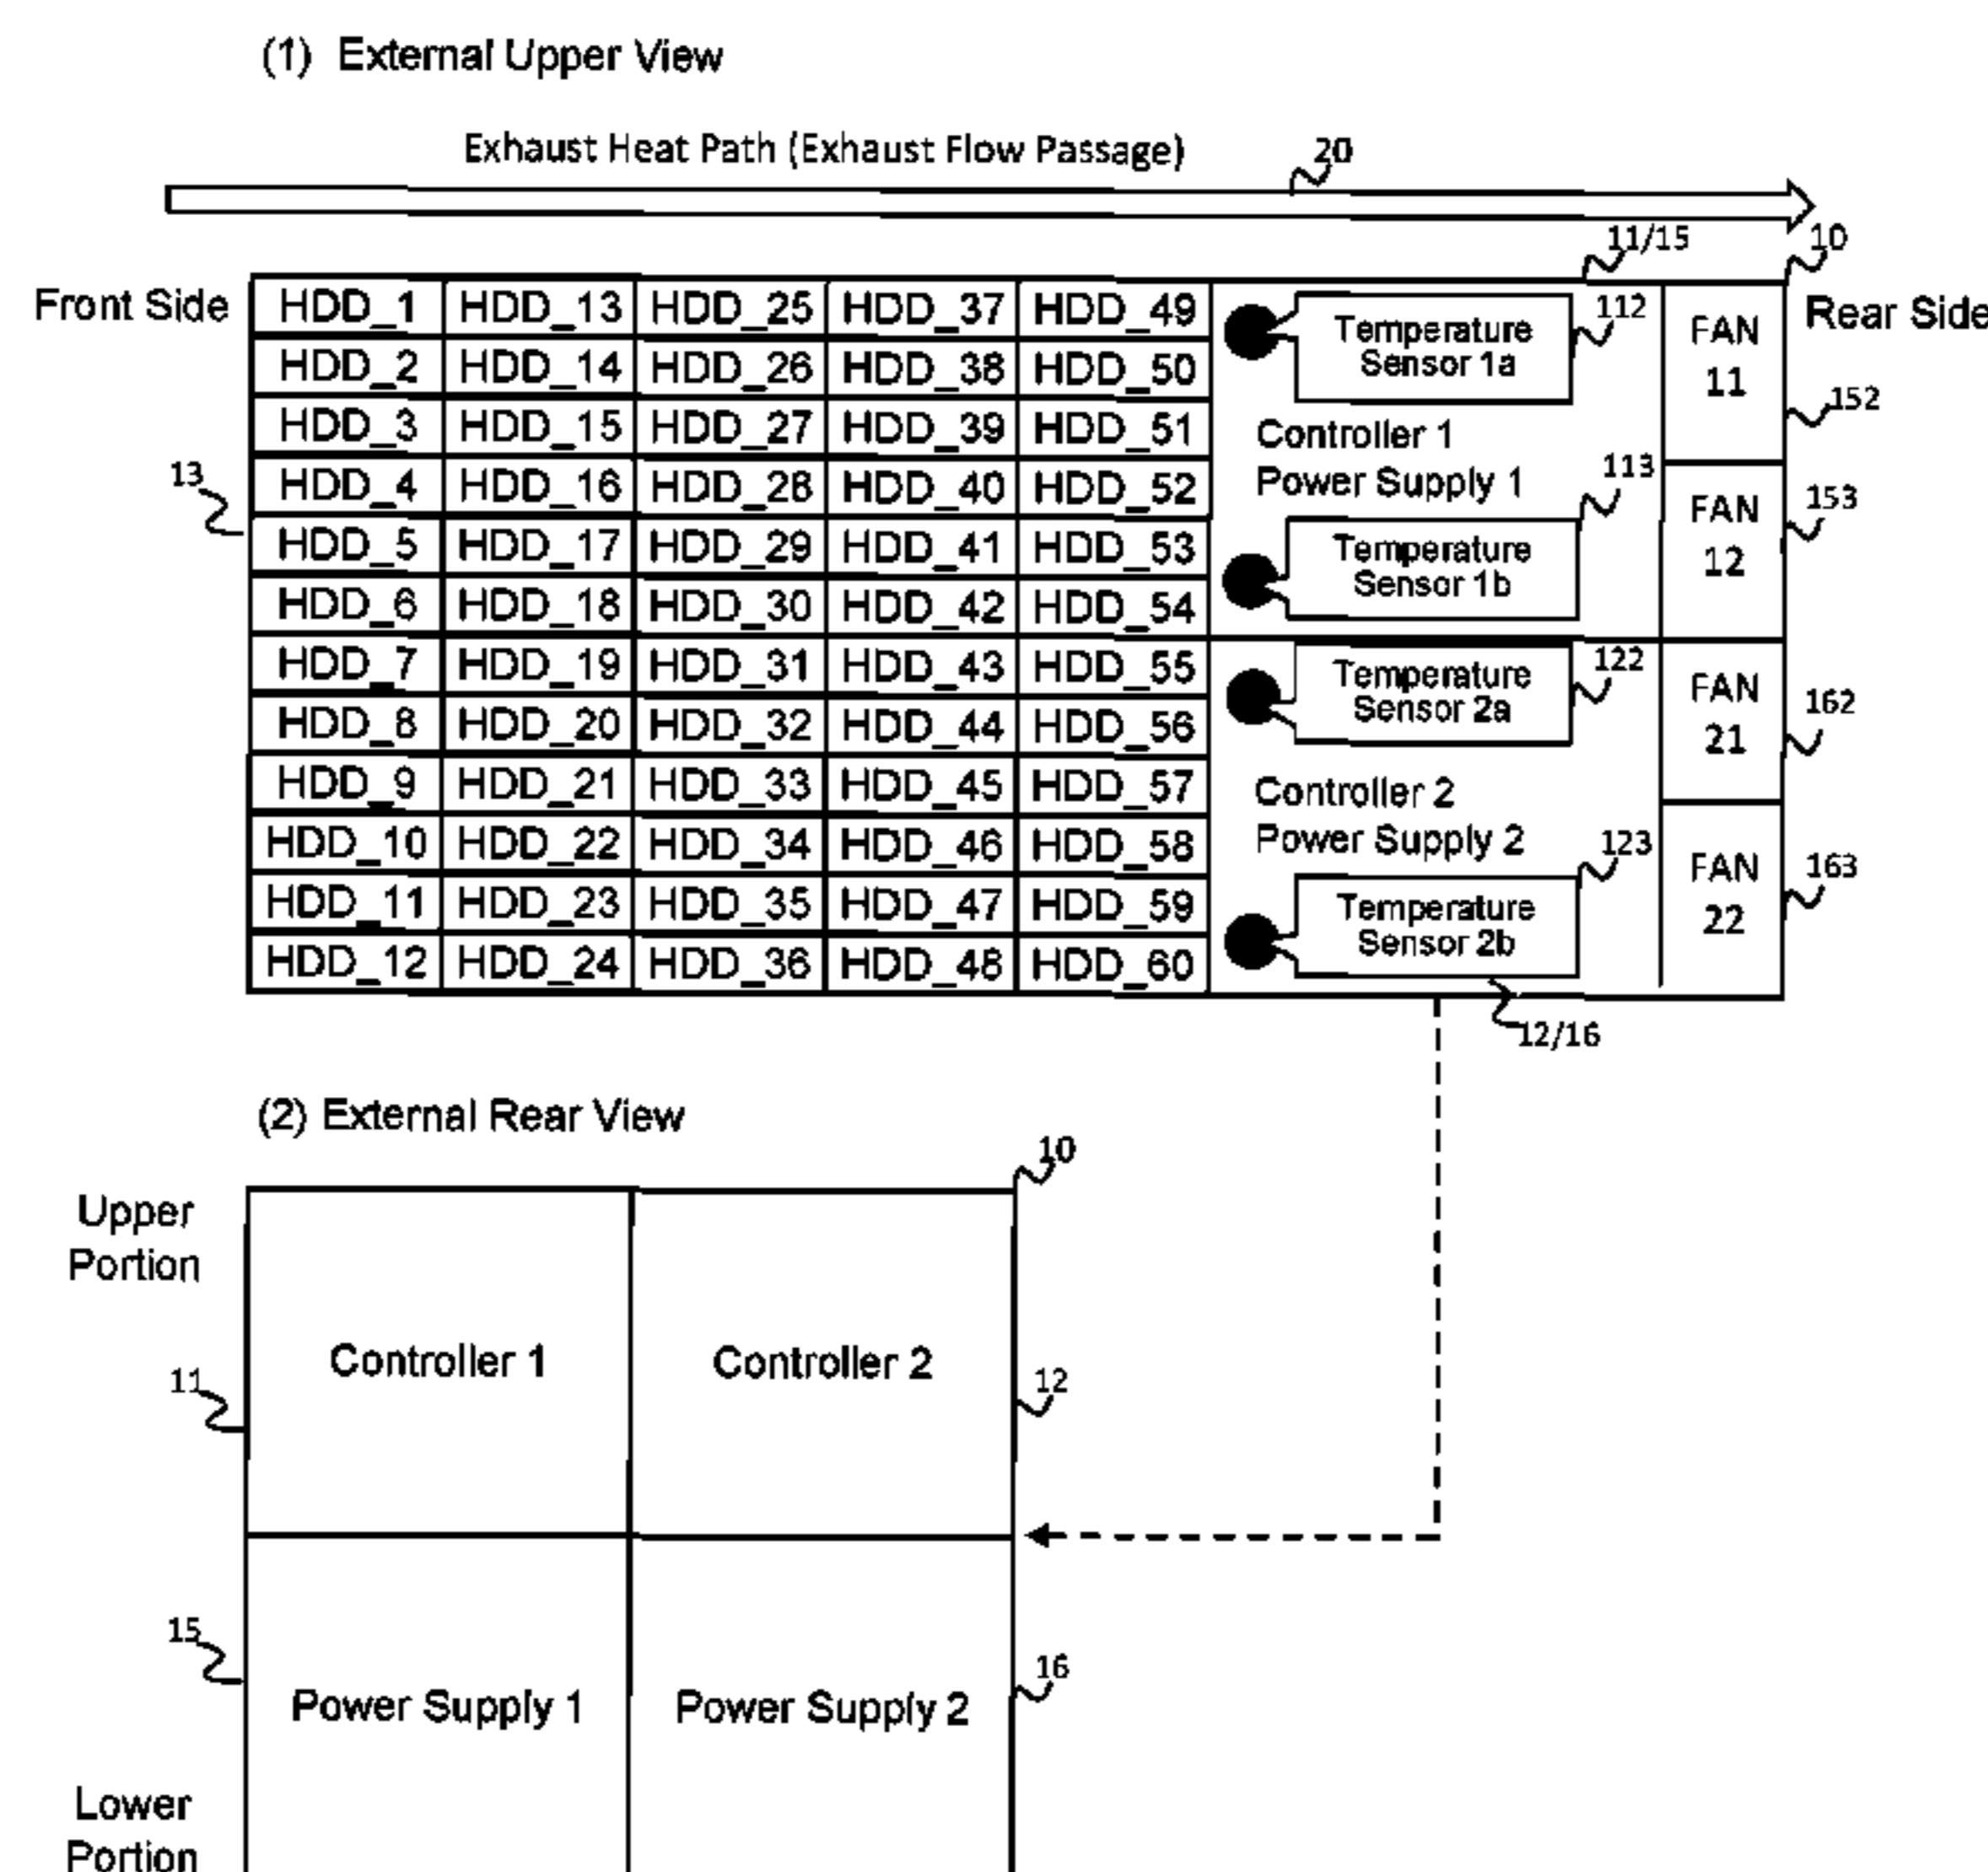 (1) External Upper View
Exhaust Heat Path (Exhaust Flow Passage)
20
11/15
10
Front Side
Rear Side
HDD_1 HDD_13 HDD_25 HDD_37 HDD_49
HDD_2 HDD_14 HDD_26 HDD_38 HDD_50
HDD_3 HDD_15 HDD_27 HDD_39 HDD_51
HDD_4 HDD_16 HDD_28 HDD_40 HDD_52
HDD_5 HDD_17 HDD_29 HDD_41 HDD_53
HDD_6 HDD_18 HDD_30 HDD_42 HDD_54
HDD_7 HDD_19 HDD_31 HDD_43 HDD_55
HDD_8 HDD_20 HDD_32 HDD_44 HDD_56
HDD_9 HDD_21 HDD_33 HDD_45 HDD_57
HDD_10 HDD_22 HDD_34 HDD_46 HDD_58
HDD_11 HDD_23 HDD_35 HDD_47 HDD_59
HDD_12 HDD_24 HDD_36 HDD_48 HDD_60
13
Temperature
Sensor 1a
112
Controller 1
Power Supply 1
113
Temperature
Sensor 1b
Temperature
Sensor 2a
122
Controller 2
Power Supply 2
123
Temperature
Sensor 2b
FAN
11
152
FAN
12
153
FAN
21
162
FAN
22
163
12/16
(2) External Rear View
10
Upper
Portion
Controller 1
Controller 2
11
12
15
16
Power Supply 1
Power Supply 2
Lower
Portion